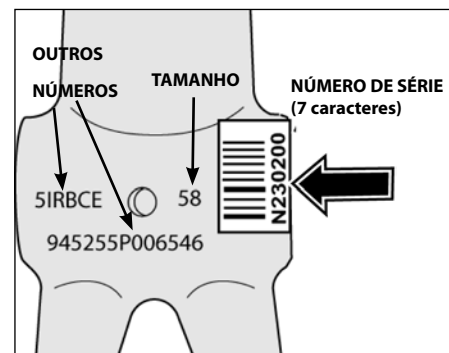 OUTROS
NÚMEROS
TAMANHO
NÚMERO DE SÉRIE
(7 caracteres)
5IRBCE
58
N230200
945255P006546